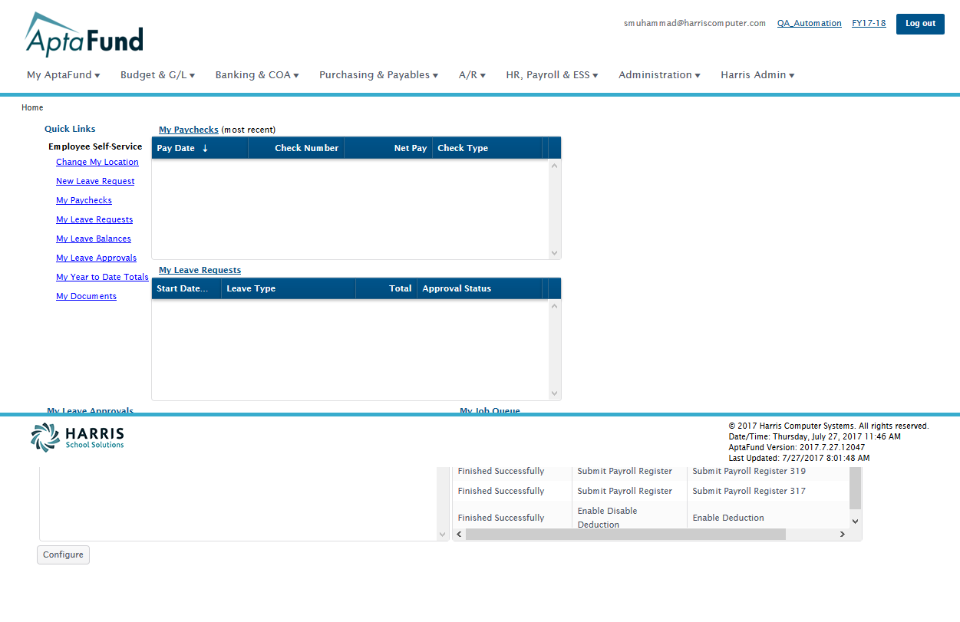 AptaFund
smuhammad@harriscomputer.com QA_Automation FY17-18 Log out
My AptaFund Budget & G/L Banking & COA Purchasing & Payables A/R HR, Payroll & ESS Administration Harris Admin
Home
Quick Links
Employee Self-Service
Change My Location
New Leave Request
My Paychecks
My Leave Requests
My Leave Balances
My Leave Approvals
My Year to Date Totals
My Documents
My Paychecks (most recent)
Pay Date ↓ Check Number Net Pay Check Type
My Leave Requests
Start Date... Leave Type Total Approval Status
My Leave Approvals My Job Queue
HARRIS
School Solutions
© 2017 Harris Computer Systems. All rights reserved.
Date/Time: Thursday, July 27, 2017 11:46 AM
AptaFund Version: 2017.7.27.12047
Last Updated: 7/27/2017 8:01:48 AM
Finished Successfully Submit Payroll Register Submit Payroll Register 319
Finished Successfully Submit Payroll Register Submit Payroll Register 317
Finished Successfully Enable Disable Deduction Enable Deduction
Configure